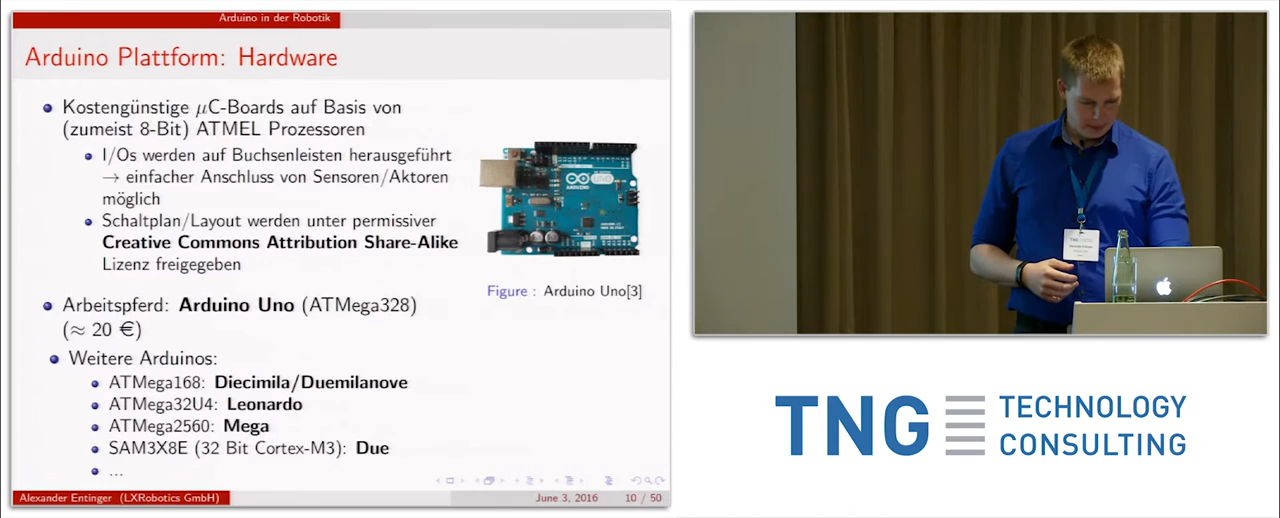 Arduino in der Robotik
Arduino Plattform: Hardware
Kostengünstige μC-Boards auf Basis von
(zumeist 8-Bit) ATMEL Prozessoren
I/Os werden auf Buchsenleisten herausgeführt
→ einfacher Anschluss von Sensoren/Aktoren
möglich
Schaltplan/Layout werden unter permissiver
Creative Commons Attribution Share-Alike
Lizenz freigegeben
UNO
ARDUINO
Figure : Arduino Uno[3]
Arbeitspferd: Arduino Uno (ATMega328)
(≈ 20 €)
Weitere Arduinos:
ATMega168: Diecimila/Duemilanove
ATMega32U4: Leonardo
ATMega2560: Mega
SAM3X8E (32 Bit Cortex-M3): Due
...
Alexander Entinger (LXRobotics GmbH)
June 3, 2016
10 / 50
TNG
TNG TECHNOLOGY
CONSULTING